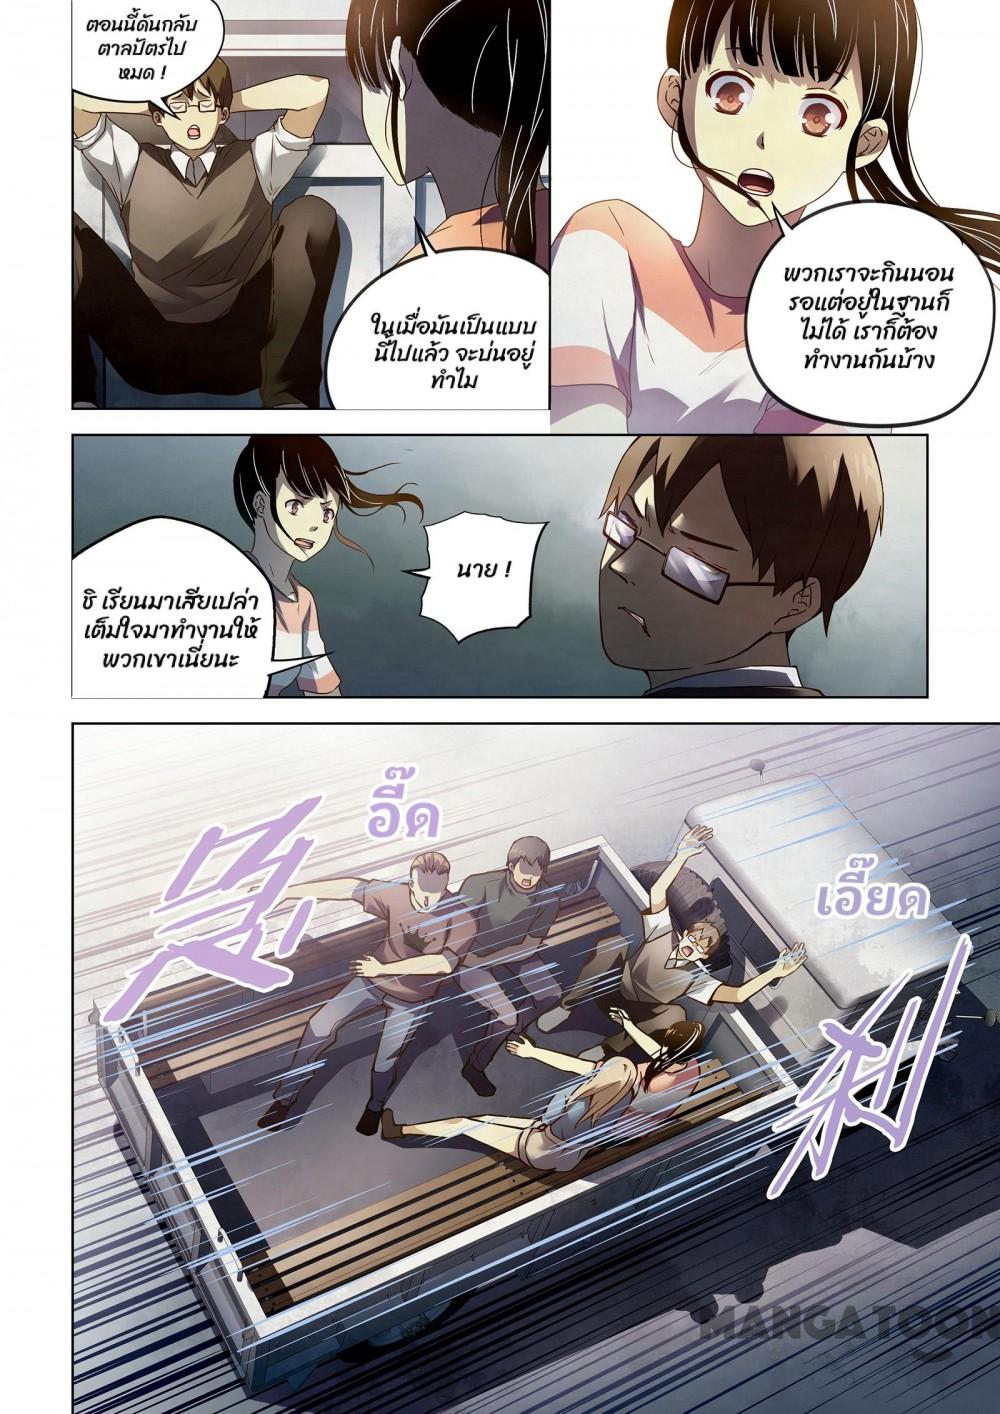 ตอนนี้ดันกลับ
ตาลปัตรไป
หมด !
ในเมื่อมันเป็นแบบ
นี้ไปแล้ว จะบ่นอยู่
ทำไม
พวกเราจะกินนอน
รอแต่อยู่ในฐานก็
ไม่ได้ เราก็ต้อง
ทำงานกันบ้าง
ชิ เรียนมาเสียเปล่า
เต็มใจมาทำงานให้
พวกเขาเนี่ยนะ
นาย !
อี๊ด
เอี๊ยด
MANGATOON